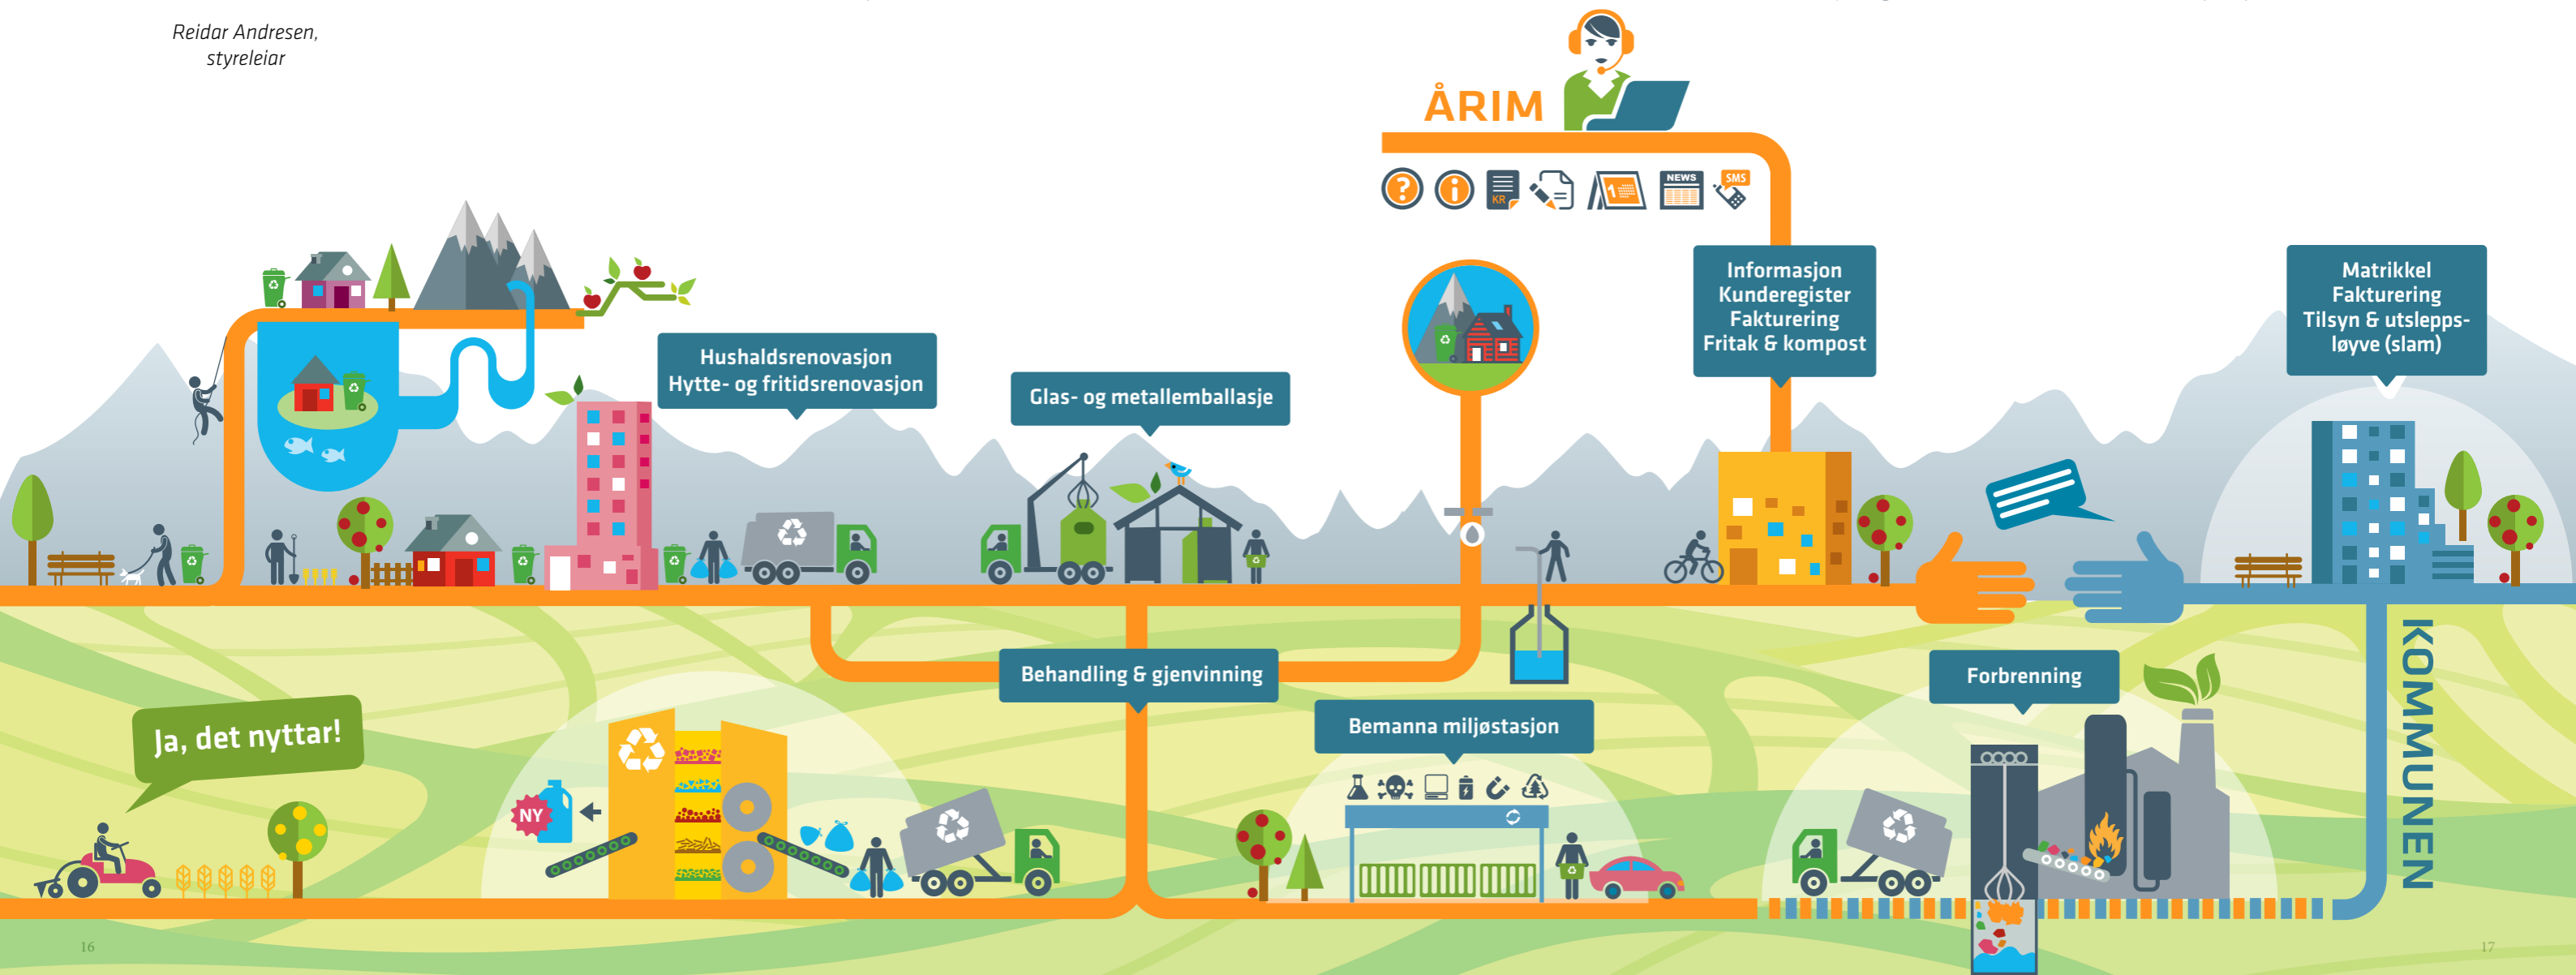 Reidar Andresen,
styreleiar
ÅRIM
KR
1
NEWS
SMS
Informasjon
Kunderegister
Fakturering
Fritak & kompost
Matrikkel
Fakturering
Tilsyn & utslepps-
løyve (slam)
Hushaldsrenovasjon
Hytte- og fritidsrenovasjon
Glas- og metallemballasje
Behandling & gjenvinning
Bemanna miljøstasjon
Forbrenning
KOMMUNEN
Ja, det nyttar!
NY
16
17